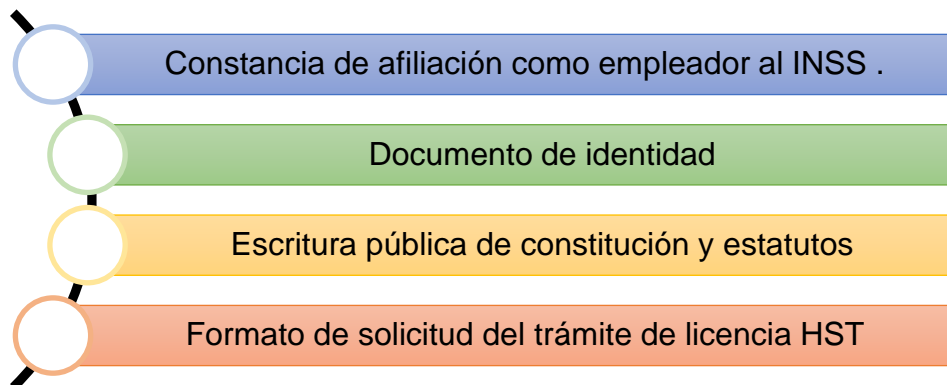 Constancia de afiliación como empleador al INSS .
Documento de identidad
Escritura pública de constitución y estatutos
Formato de solicitud del trámite de licencia HST